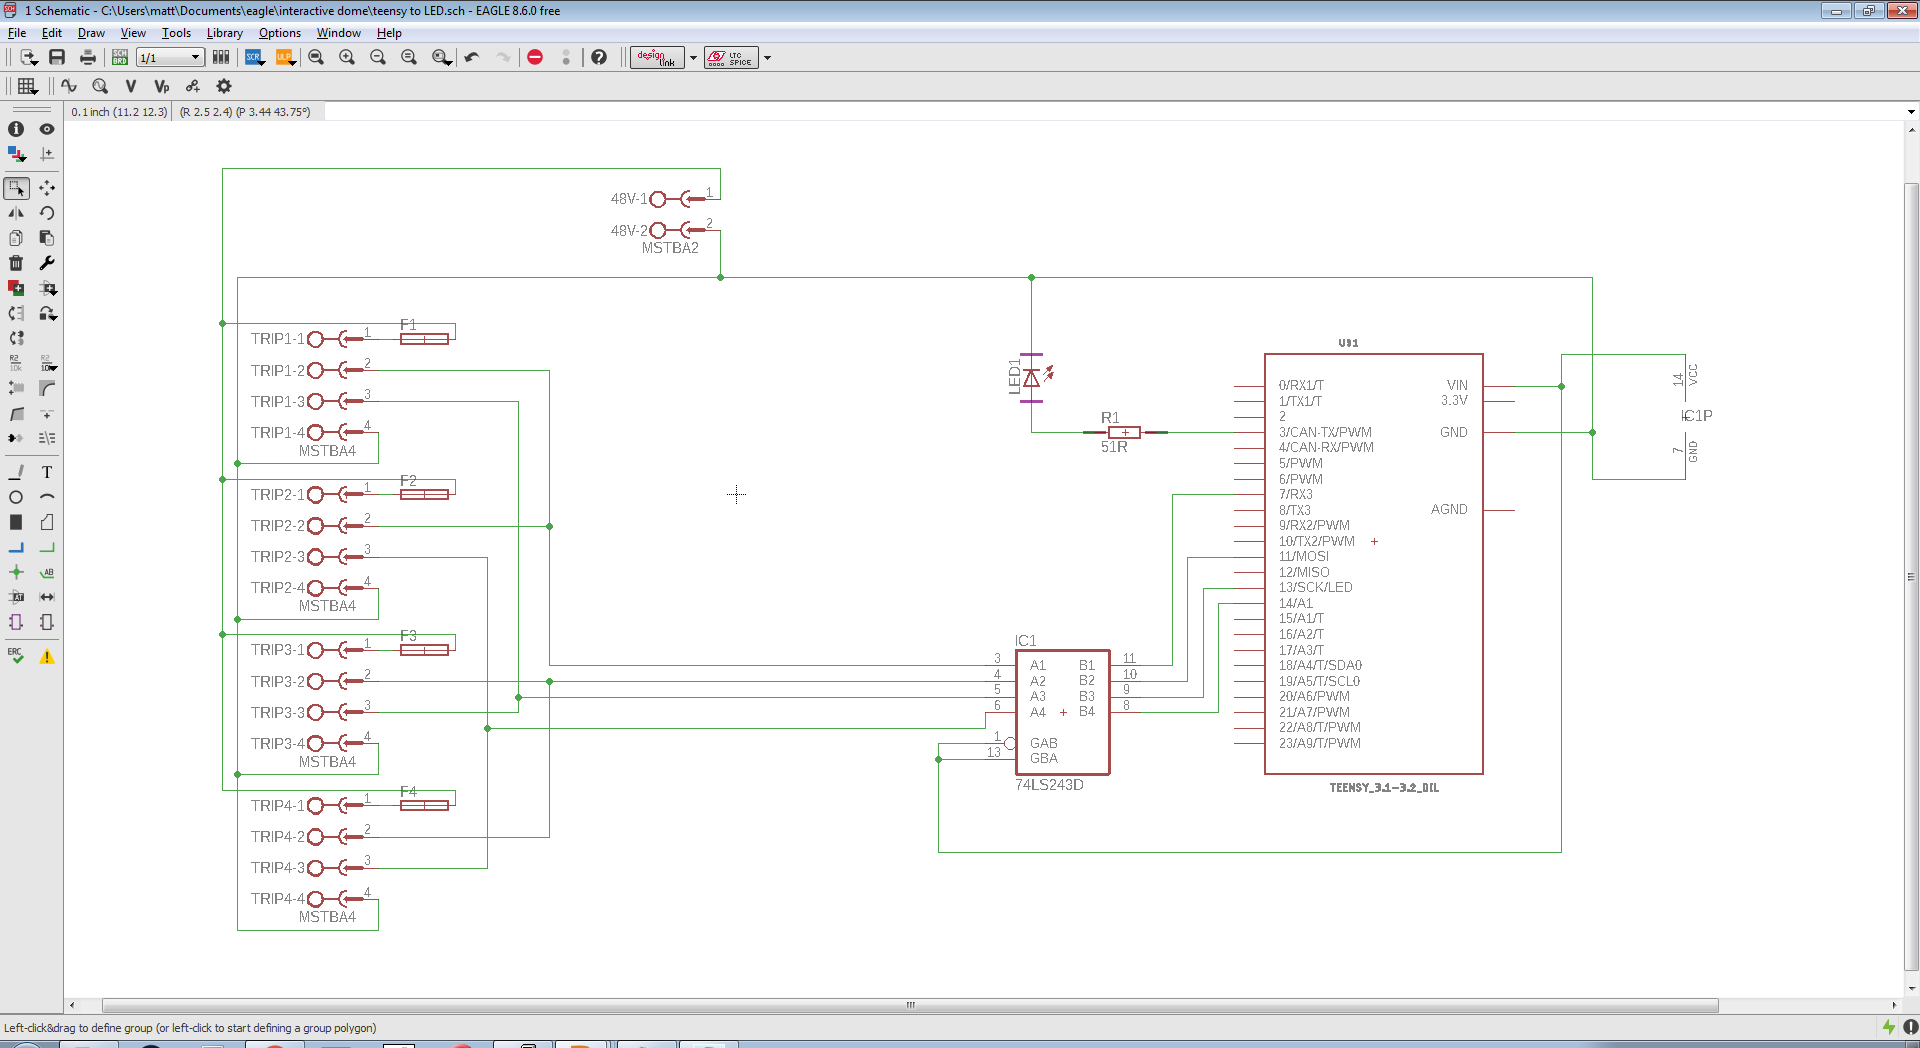 1 Schematic - C:\Users\matt\Documents\eagle\interactive dome\teensy to LED.sch - EAGLE 8.6.0 free
File Edit Draw View Tools Library Options Window Help
SCH BRD 1/1 SCR ULP design link LTC SPICE
V Vp
0.1 inch (11.2 12.3) (R 2.5 2.4) (P 3.44 43.75°)
48V-1 1
48V-2 2
MSTBA2
TRIP1-1 1 F1
TRIP1-2 2
TRIP1-3 3
TRIP1-4 4
MSTBA4
TRIP2-1 1 F2
TRIP2-2 2
TRIP2-3 3
TRIP2-4 4
MSTBA4
TRIP3-1 1 F3
TRIP3-2 2
TRIP3-3 3
TRIP3-4 4
MSTBA4
TRIP4-1 1 F4
TRIP4-2 2
TRIP4-3 3
TRIP4-4 4
MSTBA4
LED1
R1
51R
IC1
3 A1 B1 11
4 A2 B2 10
5 A3 B3 9
6 A4 B4 8
1 GAB
13 GBA
74LS243D
U$1
0/RX1/T VIN
1/TX1/T 3.3V
2
3/CAN-TX/PWM GND
4/CAN-RX/PWM
5/PWM
6/PWM
7/RX3
8/TX3 AGND
9/RX2/PWM
10/TX2/PWM
11/MOSI
12/MISO
13/SCK/LED
14/A1
15/A1/T
16/A2/T
17/A3/T
18/A4/T/SDA0
19/A5/T/SCL0
20/A6/PWM
21/A7/PWM
22/A8/T/PWM
23/A9/T/PWM
TEENSY_3.1-3.2_DIL
14 VCC
IC1P
7 GND
R2 10k R2 10k
T
AB
ERC
Left-click&drag to define group (or left-click to start defining a group polygon)